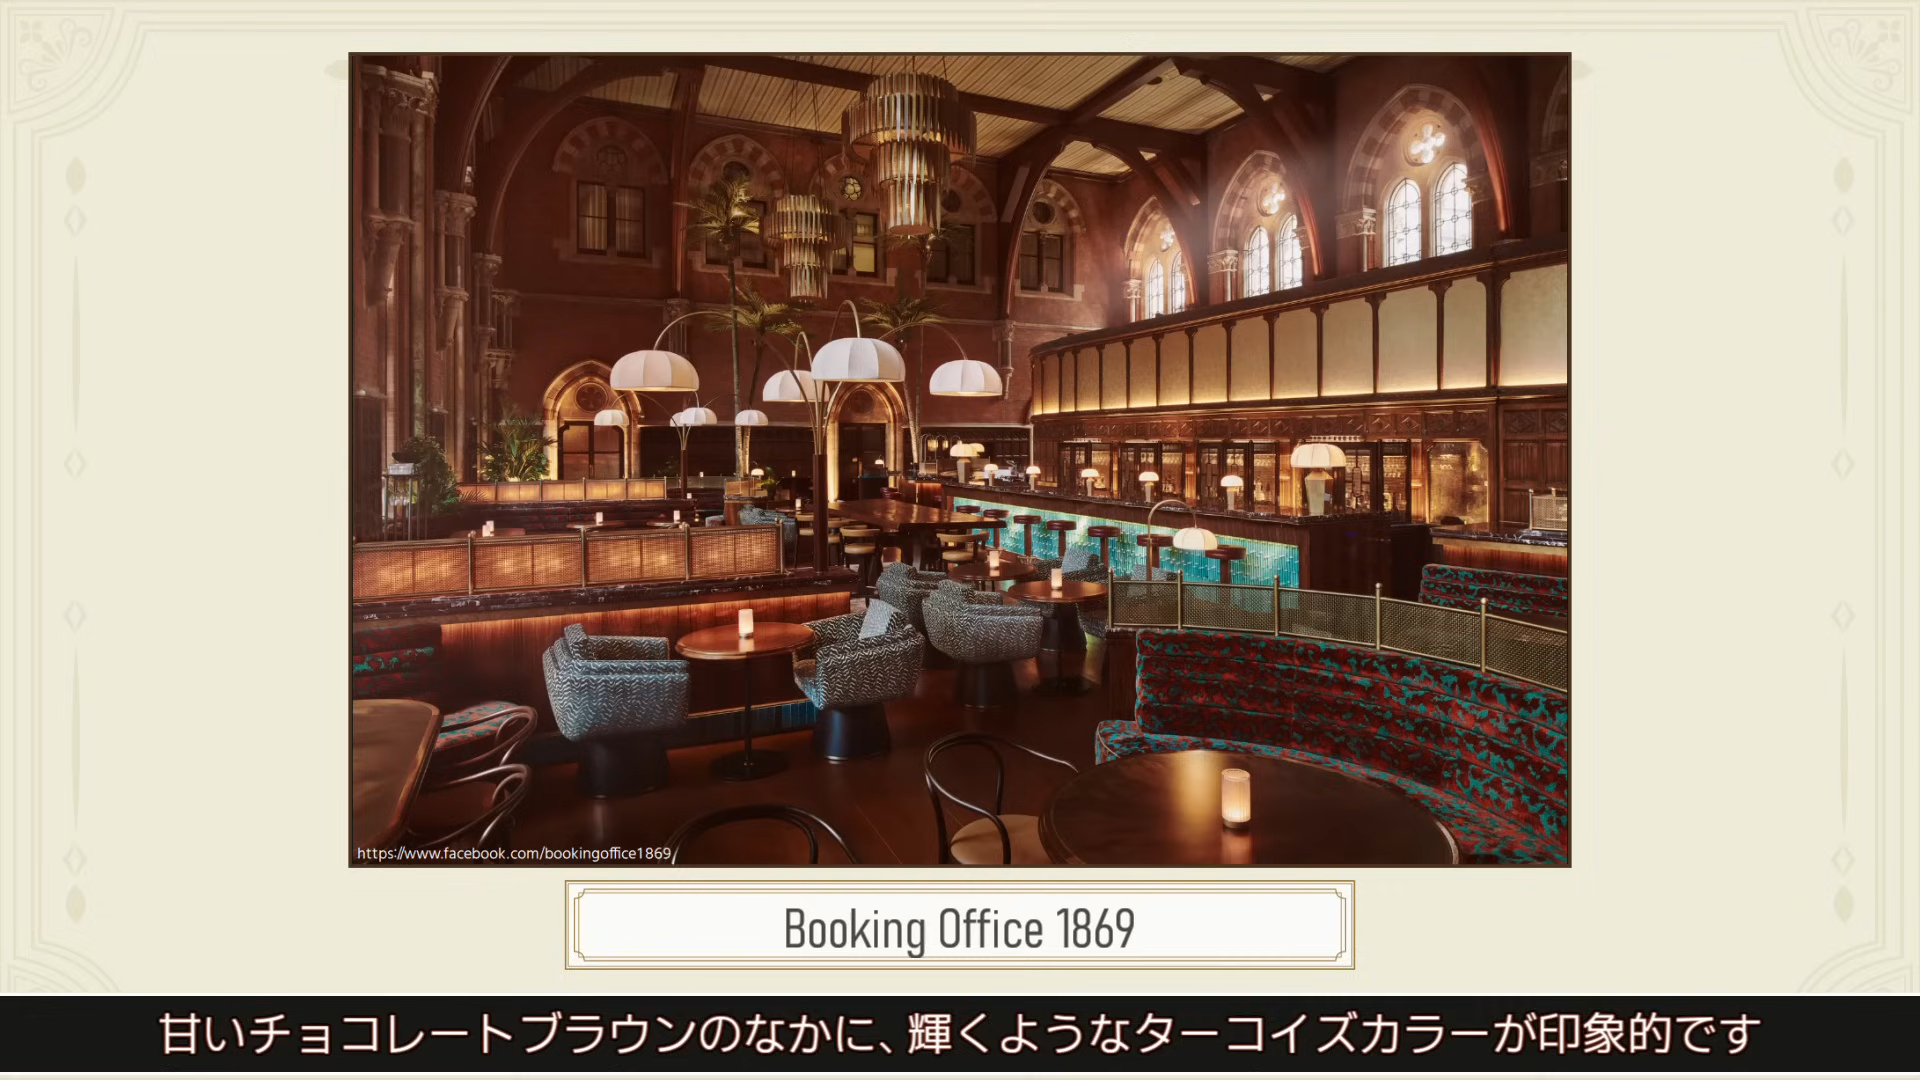 https://www.facebook.com/bookingoffice1869
Booking Office 1869
甘いチョコレートブラウンのなかに、輝くようなターコイズカラーが印象的です